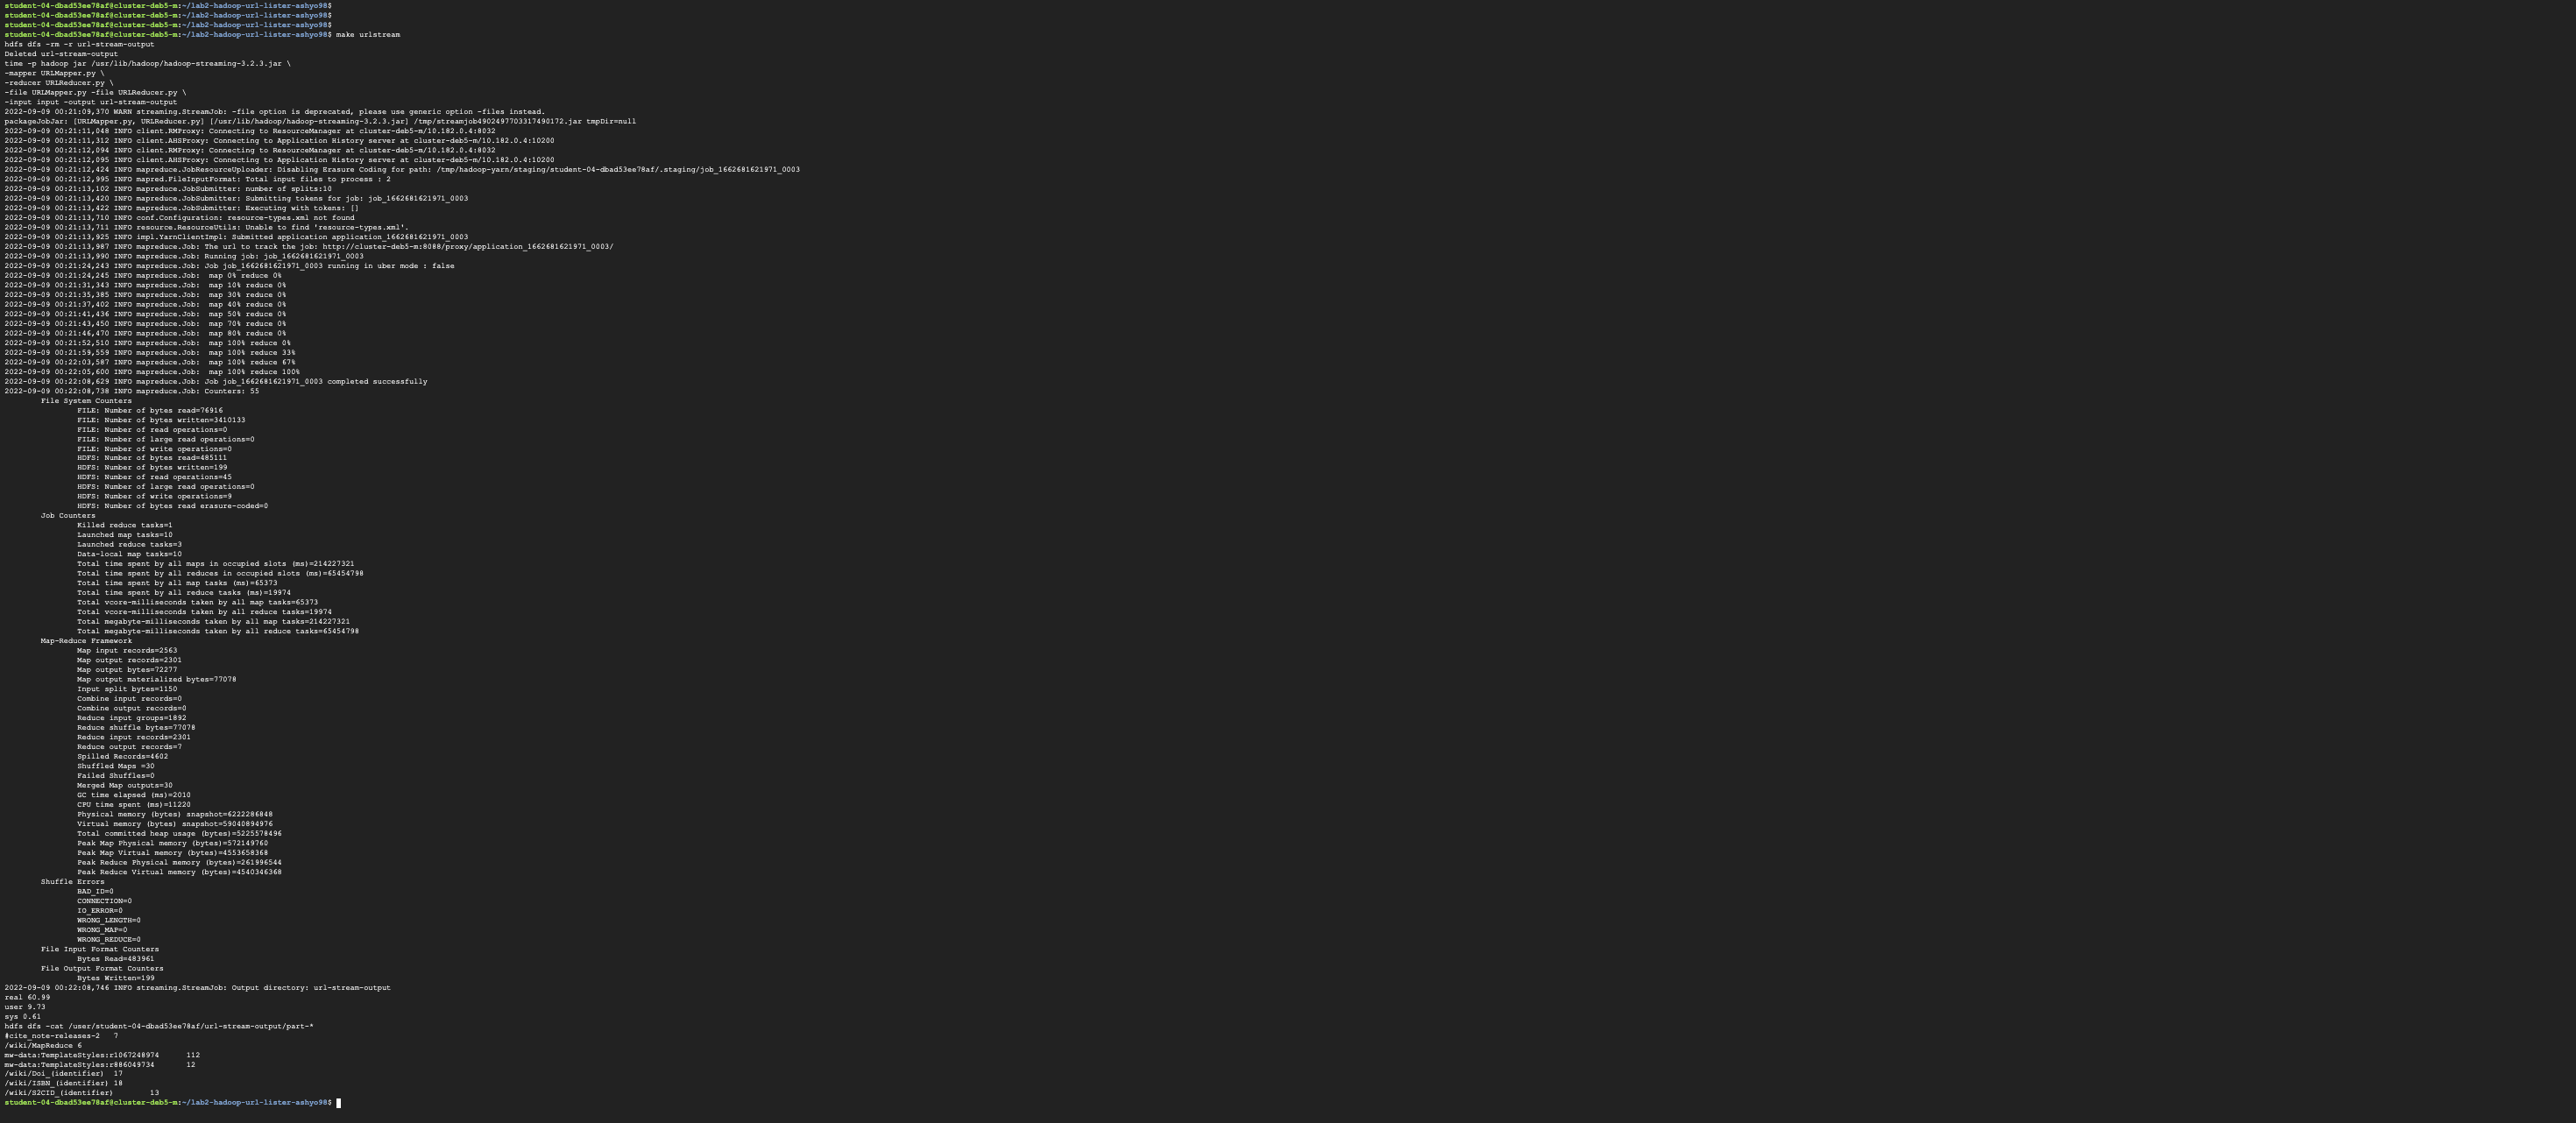 student-04-dbad53ee78af@cluster-deb5-m:~/lab2-hadoop-url-lister-ashyo98$
student-04-dbad53ee78af@cluster-deb5-m:~/lab2-hadoop-url-lister-ashyo98$
student-04-dbad53ee78af@cluster-deb5-m:~/lab2-hadoop-url-lister-ashyo98$
student-04-dbad53ee78af@cluster-deb5-m:~/lab2-hadoop-url-lister-ashyo98$ make urlstream
hdfs dfs -rm -r url-stream-output
Deleted url-stream-output
time -p hadoop jar /usr/lib/hadoop/hadoop-streaming-3.2.3.jar \
-mapper URLMapper.py \
-reducer URLReducer.py \
-file URLMapper.py -file URLReducer.py \
-input input -output url-stream-output
2022-09-09 00:21:09,370 WARN streaming.StreamJob: -file option is deprecated, please use generic option -files instead.
packageJobJar: [URLMapper.py, URLReducer.py] [/usr/lib/hadoop/hadoop-streaming-3.2.3.jar] /tmp/streamjob4902497703317490172.jar tmpDir=null
2022-09-09 00:21:11,048 INFO client.RMProxy: Connecting to ResourceManager at cluster-deb5-m/10.182.0.4:8032
2022-09-09 00:21:11,312 INFO client.AHSProxy: Connecting to Application History server at cluster-deb5-m/10.182.0.4:10200
2022-09-09 00:21:12,094 INFO client.RMProxy: Connecting to ResourceManager at cluster-deb5-m/10.182.0.4:8032
2022-09-09 00:21:12,095 INFO client.AHSProxy: Connecting to Application History server at cluster-deb5-m/10.182.0.4:10200
2022-09-09 00:21:12,424 INFO mapreduce.JobResourceUploader: Disabling Erasure Coding for path: /tmp/hadoop-yarn/staging/student-04-dbad53ee78af/.staging/job_1662681621971_0003
2022-09-09 00:21:12,995 INFO mapred.FileInputFormat: Total input files to process : 2
2022-09-09 00:21:13,102 INFO mapreduce.JobSubmitter: number of splits:10
2022-09-09 00:21:13,420 INFO mapreduce.JobSubmitter: Submitting tokens for job: job_1662681621971_0003
2022-09-09 00:21:13,422 INFO mapreduce.JobSubmitter: Executing with tokens: []
2022-09-09 00:21:13,710 INFO conf.Configuration: resource-types.xml not found
2022-09-09 00:21:13,711 INFO resource.ResourceUtils: Unable to find 'resource-types.xml'.
2022-09-09 00:21:13,925 INFO impl.YarnClientImpl: Submitted application application_1662681621971_0003
2022-09-09 00:21:13,987 INFO mapreduce.Job: The url to track the job: http://cluster-deb5-m:8088/proxy/application_1662681621971_0003/
2022-09-09 00:21:13,990 INFO mapreduce.Job: Running job: job_1662681621971_0003
2022-09-09 00:21:24,243 INFO mapreduce.Job: Job job_1662681621971_0003 running in uber mode : false
2022-09-09 00:21:24,245 INFO mapreduce.Job:  map 0% reduce 0%
2022-09-09 00:21:31,343 INFO mapreduce.Job:  map 10% reduce 0%
2022-09-09 00:21:35,385 INFO mapreduce.Job:  map 30% reduce 0%
2022-09-09 00:21:37,402 INFO mapreduce.Job:  map 40% reduce 0%
2022-09-09 00:21:41,436 INFO mapreduce.Job:  map 50% reduce 0%
2022-09-09 00:21:43,450 INFO mapreduce.Job:  map 70% reduce 0%
2022-09-09 00:21:46,470 INFO mapreduce.Job:  map 80% reduce 0%
2022-09-09 00:21:52,510 INFO mapreduce.Job:  map 100% reduce 0%
2022-09-09 00:21:59,559 INFO mapreduce.Job:  map 100% reduce 33%
2022-09-09 00:22:03,587 INFO mapreduce.Job:  map 100% reduce 67%
2022-09-09 00:22:05,600 INFO mapreduce.Job:  map 100% reduce 100%
2022-09-09 00:22:08,629 INFO mapreduce.Job: Job job_1662681621971_0003 completed successfully
2022-09-09 00:22:08,738 INFO mapreduce.Job: Counters: 55
File System Counters
FILE: Number of bytes read=76916
FILE: Number of bytes written=3410133
FILE: Number of read operations=0
FILE: Number of large read operations=0
FILE: Number of write operations=0
HDFS: Number of bytes read=485111
HDFS: Number of bytes written=199
HDFS: Number of read operations=45
HDFS: Number of large read operations=0
HDFS: Number of write operations=9
HDFS: Number of bytes read erasure-coded=0
Job Counters
Killed reduce tasks=1
Launched map tasks=10
Launched reduce tasks=3
Data-local map tasks=10
Total time spent by all maps in occupied slots (ms)=214227321
Total time spent by all reduces in occupied slots (ms)=65454798
Total time spent by all map tasks (ms)=65373
Total time spent by all reduce tasks (ms)=19974
Total vcore-milliseconds taken by all map tasks=65373
Total vcore-milliseconds taken by all reduce tasks=19974
Total megabyte-milliseconds taken by all map tasks=214227321
Total megabyte-milliseconds taken by all reduce tasks=65454798
Map-Reduce Framework
Map input records=2563
Map output records=2301
Map output bytes=72277
Map output materialized bytes=77078
Input split bytes=1150
Combine input records=0
Combine output records=0
Reduce input groups=1892
Reduce shuffle bytes=77078
Reduce input records=2301
Reduce output records=7
Spilled Records=4602
Shuffled Maps =30
Failed Shuffles=0
Merged Map outputs=30
GC time elapsed (ms)=2010
CPU time spent (ms)=11220
Physical memory (bytes) snapshot=6222286848
Virtual memory (bytes) snapshot=59040894976
Total committed heap usage (bytes)=5225578496
Peak Map Physical memory (bytes)=572149760
Peak Map Virtual memory (bytes)=4553658368
Peak Reduce Physical memory (bytes)=261996544
Peak Reduce Virtual memory (bytes)=4540346368
Shuffle Errors
BAD_ID=0
CONNECTION=0
IO_ERROR=0
WRONG_LENGTH=0
WRONG_MAP=0
WRONG_REDUCE=0
File Input Format Counters
Bytes Read=483961
File Output Format Counters
Bytes Written=199
2022-09-09 00:22:08,746 INFO streaming.StreamJob: Output directory: url-stream-output
real 60.99
user 9.73
sys 0.61
hdfs dfs -cat /user/student-04-dbad53ee78af/url-stream-output/part-*
#cite_note-releases-2   7
/wiki/MapReduce 6
mw-data:TemplateStyles:r1067248974      112
mw-data:TemplateStyles:r886049734       12
/wiki/Doi_(identifier)  17
/wiki/ISBN_(identifier) 18
/wiki/S2CID_(identifier)        13
student-04-dbad53ee78af@cluster-deb5-m:~/lab2-hadoop-url-lister-ashyo98$